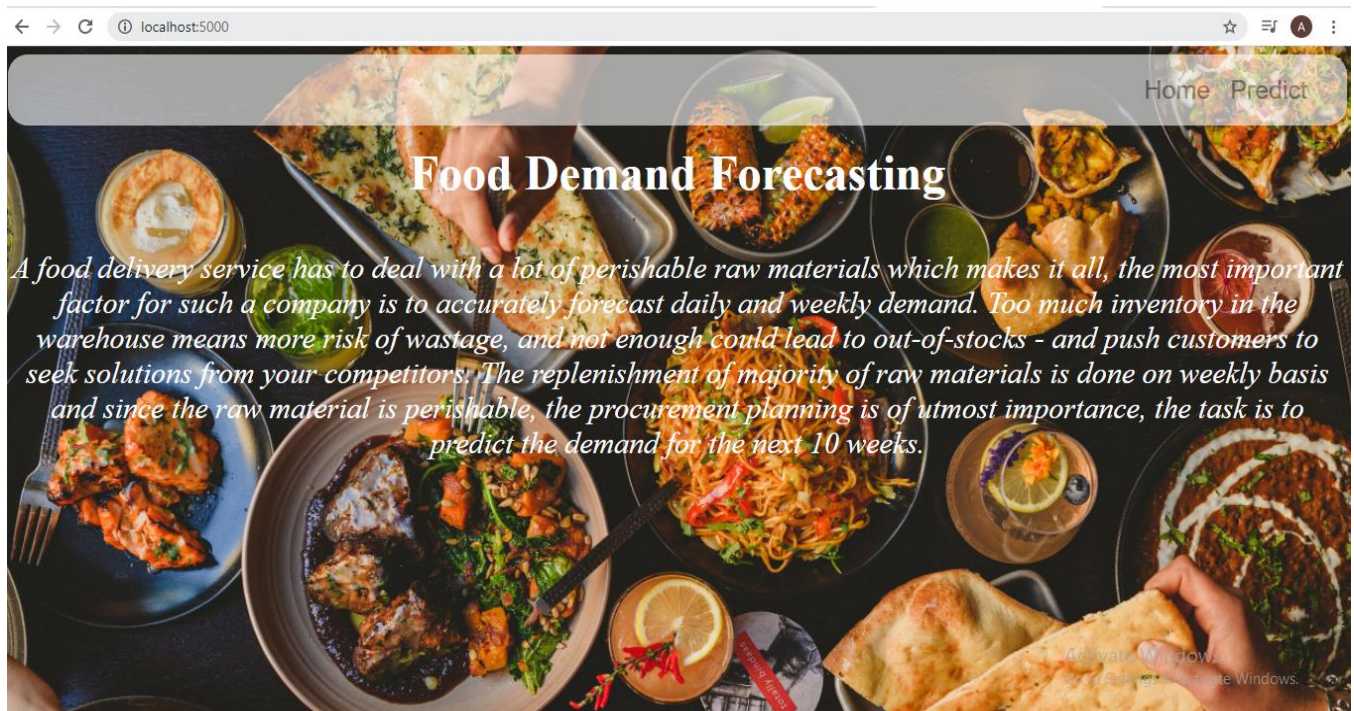 localhost:5000
A
Home Predict
Food Demand Forecasting
A food delivery service has to deal with a lot of perishable raw materials which makes it all, the most important
factor for such a company is to accurately forecast daily and weekly demand. Too much inventory in the
warehouse means more risk of wastage, and not enough could lead to out-of-stocks - and push customers to
seek solutions from your competitors. The replenishment of majority of raw materials is done on weekly basis
and since the raw material is perishable, the procurement planning is of utmost importance, the task is to
predict the demand for the next 10 weeks.
totally bindaas
Activate Windows
Windows.